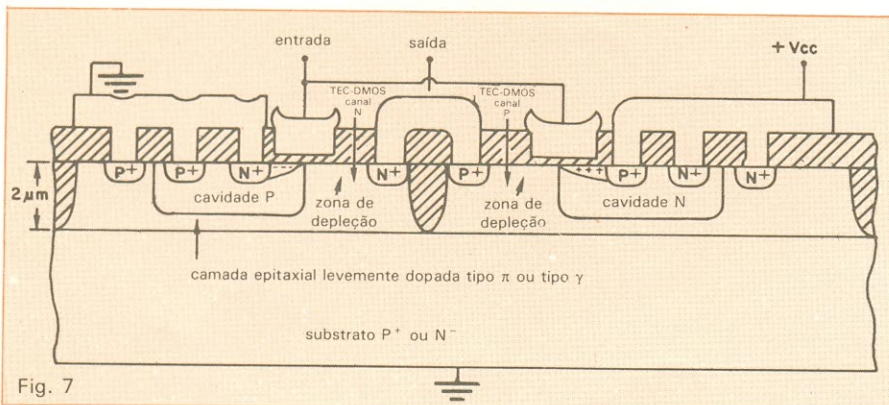 entrada
saída
+ Vcc
TEC-DMOS
canal
N
TEC-DMOS
canal
P
2 μm
P+
P+
N+
- - -
N+
P+
+ + +
P+
N+
N+
cavidade P
zona de
depleção
zona de
depleção
cavidade N
camada epitaxial levemente dopada tipo π ou tipo γ
substrato P+ ou N−
Fig. 7